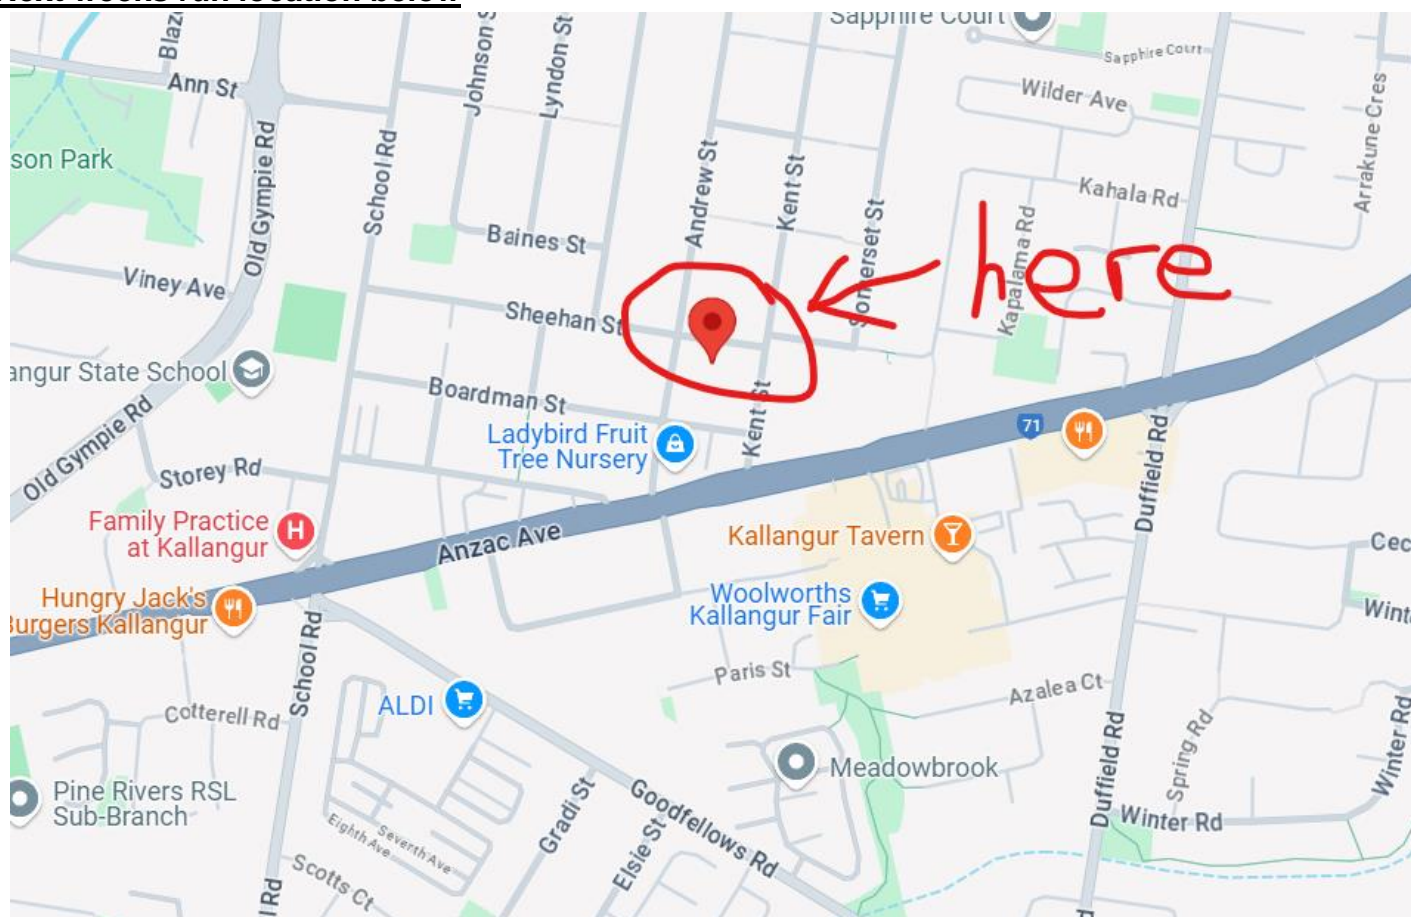 next weeks run location below
Sapphire Court
Sapphire Court
Ann St
Johnson S
Lyndon St
Wilder Ave
son Park
Old Gympie Rd
School Rd
Andrew St
Kent St
Kahala Rd
Arrakune Cres
Baines St
Somerset St
Kapalama Rd
here
Viney Ave
Sheehan St
angur State School
Boardman St
Kent St
71
Ladybird Fruit
Tree Nursery
Old Gympie Rd
Storey Rd
Duffield Rd
Family Practice
at Kallangur
H
Anzac Ave
Kallangur Tavern
Cec
Hungry Jack's
Burgers Kallangur
Woolworths
Kallangur Fair
School Rd
Paris St
Azalea Ct
ALDI
Cotterell Rd
Duffield Rd
Spring Rd
Winter Rd
Meadowbrook
Pine Rivers RSL
Sub-Branch
Eighth Ave
Seventh Ave
Gradi St
Goodfellows Rd
Winter Rd
Elsie St
Scotts Ct
l Rd